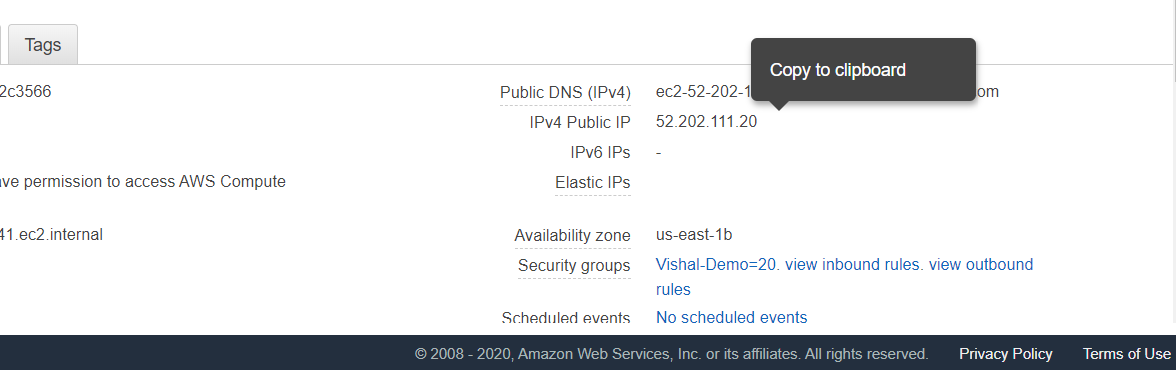 Tags
Copy to clipboard
2c3566
Public DNS (IPv4) ec2-52-202-1 om
IPv4 Public IP 52.202.111.20
IPv6 IPs -
ave permission to access AWS Compute Elastic IPs
41.ec2.internal Availability zone us-east-1b
Security groups Vishal-Demo=20. view inbound rules. view outbound
rules
Scheduled events No scheduled events
© 2008 - 2020, Amazon Web Services, Inc. or its affiliates. All rights reserved. Privacy Policy Terms of Use